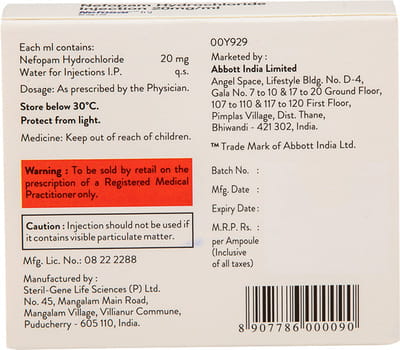 Nefopam Hydrochloride
Injection 20mg/ml
Each ml contains:
Nefopam Hydrochloride 20 mg
Water for Injections I.P. q.s.
Dosage: As prescribed by the Physician.
Store below 30°C.
Protect from light.
Medicine: Keep out of reach of children.
Warning : To be sold by retail on the
prescription of a Registered Medical
Practitioner only.
Caution : Injection should not be used if
it contains visible particulate matter.
Mfg. Lic. No.: 08 22 2288
Manufactured by :
Steril-Gene Life Sciences (P) Ltd.
No. 45, Mangalam Main Road,
Mangalam Village, Villianur Commune,
Puducherry - 605 110, India.
00Y929
Marketed by :
Abbott India Limited
Angel Space, Lifestyle Bldg. No. D-4,
Gala No. 7 to 10 & 17 to 20 Ground Floor,
107 to 110 & 117 to 120 First Floor,
Pimplas Village, Dist. Thane,
Bhiwandi - 421 302, India.
™ Trade Mark of Abbott India Ltd.
Batch No. :
Mfg. Date :
Expiry Date :
M.R.P. Rs. :
per Ampoule
(Inclusive
of all taxes)
8 907786 000090